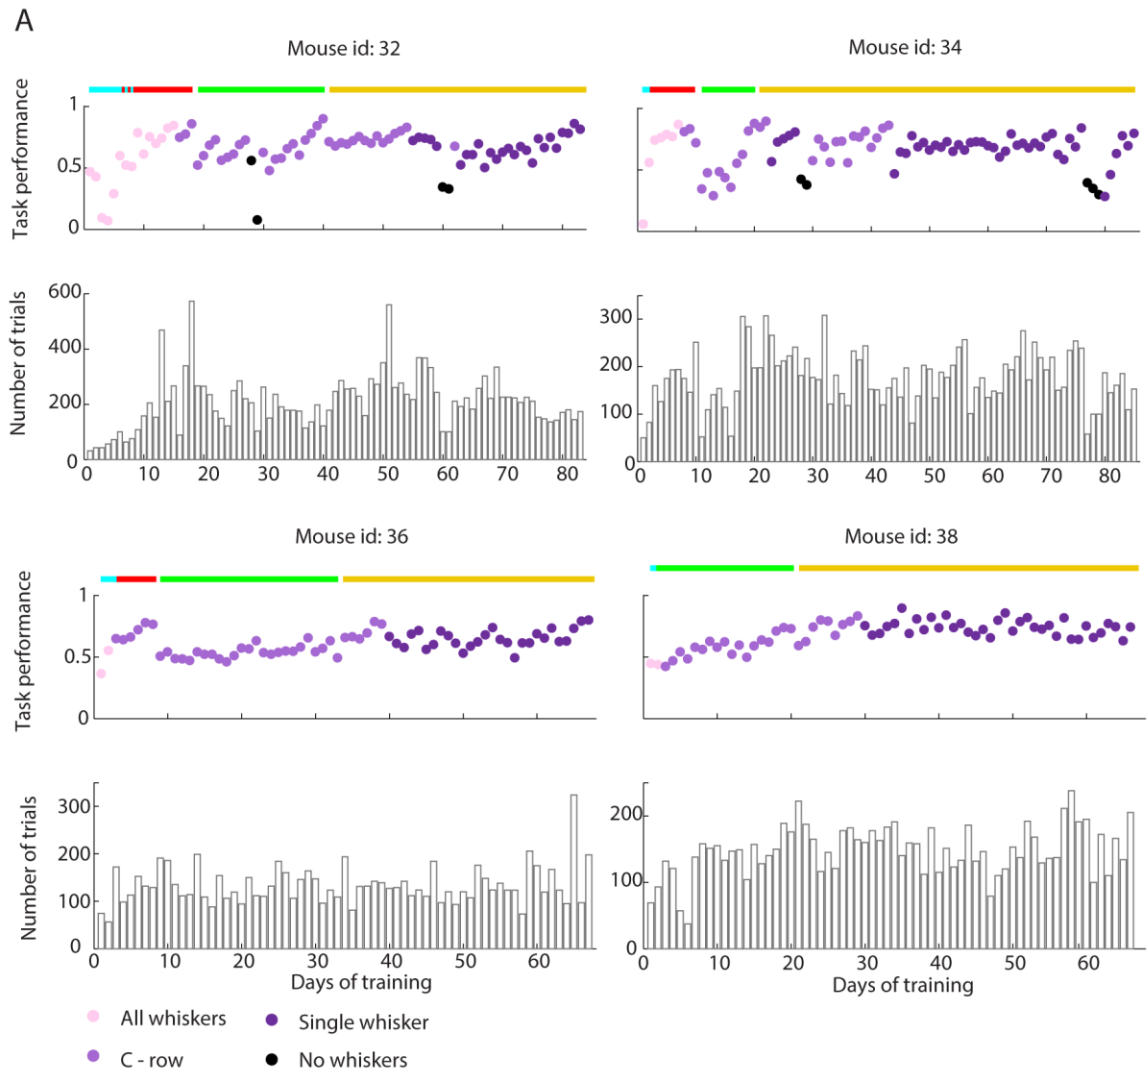 A
Mouse id: 32
Task performance
1
0.5
0
Number of trials
600
400
200
0
0 10 20 30 40 50 60 70 80
Mouse id: 34
300
200
100
0
0 10 20 30 40 50 60 70 80
Mouse id: 36
Task performance
1
0.5
0
Number of trials
300
200
100
0
0 10 20 30 40 50 60
Days of training
Mouse id: 38
200
100
0
0 10 20 30 40 50 60
Days of training
All whiskers
Single whisker
C - row
No whiskers